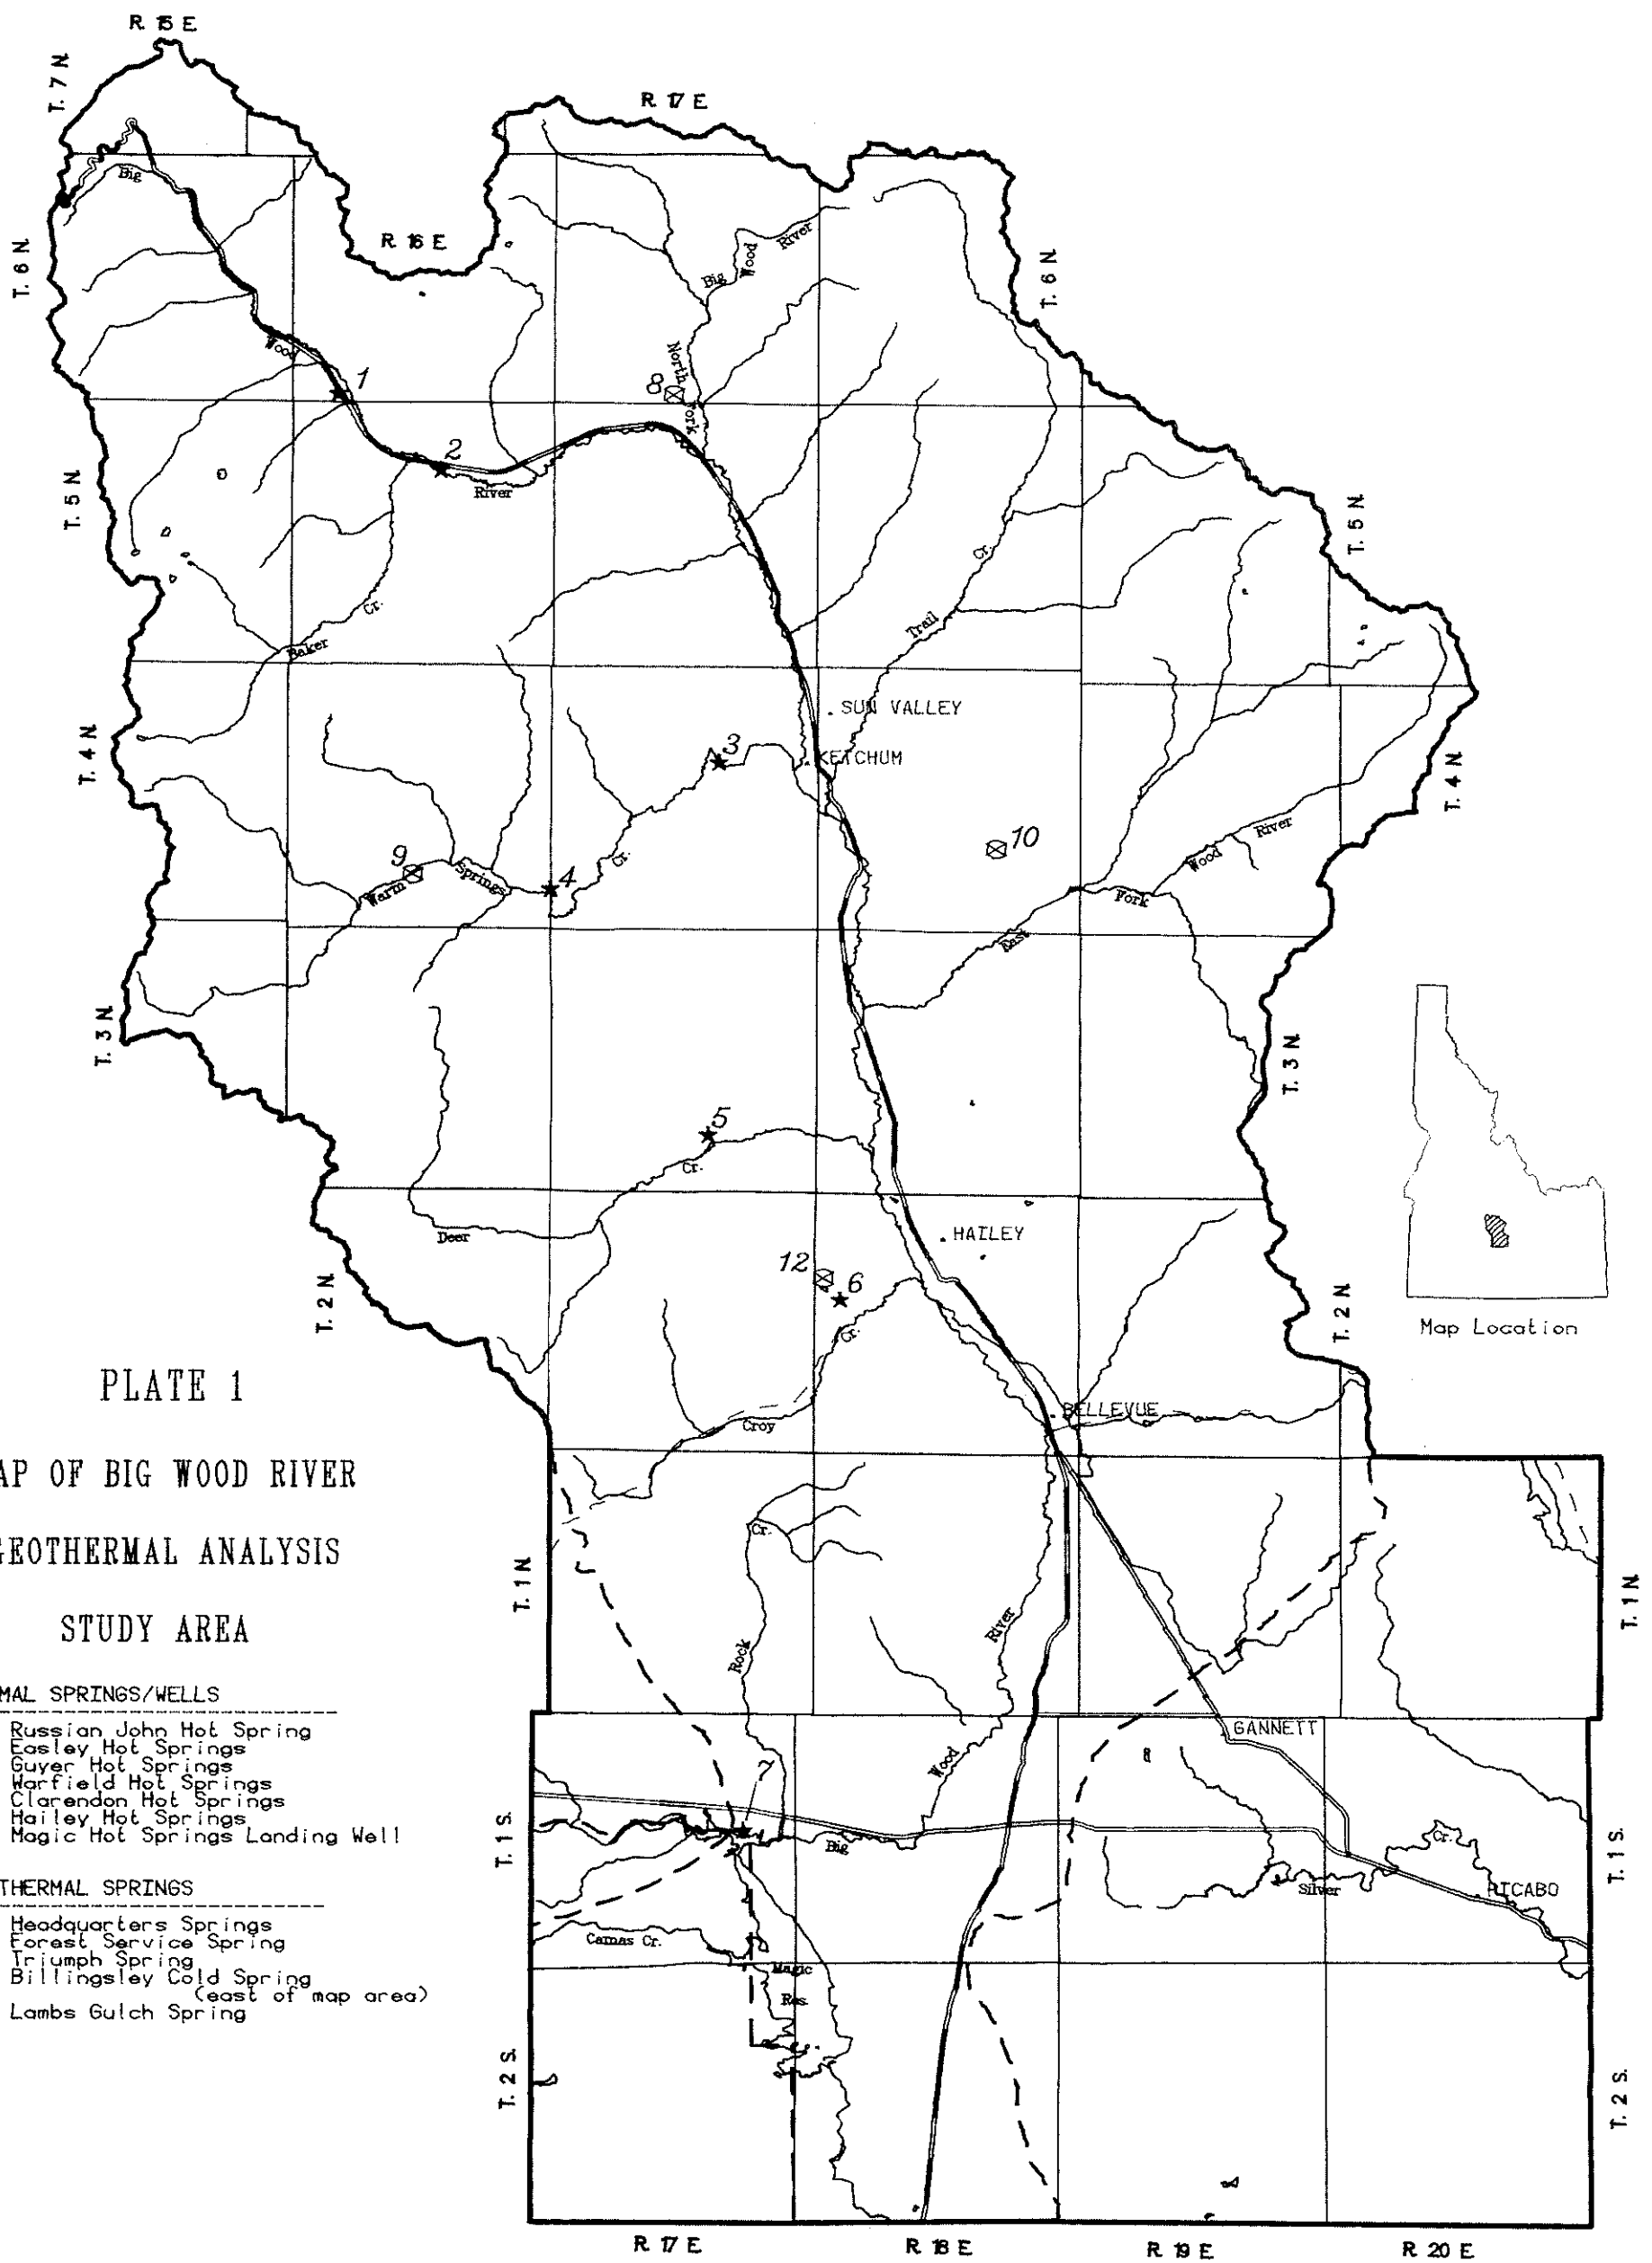 R 15 E
T. 7 N.
R. 17 E
Big
R. 16 E
T. 6 N.
River
Wood
Big
T. 6 N.
Wood
1
North
8
Fork
2
River
T. 5 N.
T. 5 N.
Cr.
Cr.
Trail
Baker
. SUN VALLEY
3
KETCHUM
T. 4 N.
T. 4 N.
10
River
Wood
9
Springs
Cr.
4
Warm
Fork
East
T. 3 N.
T. 3 N.
5
Cr.
Deer
. HAILEY
12
6
Cr.
T. 2 N.
T. 2 N.
Map Location
PLATE 1
BELLEVUE
Croy
AP OF BIG WOOD RIVER
Cr.
GEOTHERMAL ANALYSIS
T. 1 N.
T. 1 N.
River
STUDY AREA
Rock
MAL SPRINGS/WELLS
Russian John Hot Spring
Easley Hot Springs
Guyer Hot Springs
Warfield Hot Springs
Clarendon Hot Springs
Hailey Hot Springs
Magic Hot Springs Landing Well
GANNETT
Wood
7
T. 1 S.
Big
Cr.
T. 1 S.
Silver
PICABO
THERMAL SPRINGS
Headquarters Springs
Forest Service Spring
Triumph Spring
Billingsley Cold Spring
(east of map area)
Lambs Gulch Spring
Camas Cr.
Magic
Res.
T. 2 S.
T. 2 S.
R. 17 E
R. 18 E
R. 19 E
R. 20 E